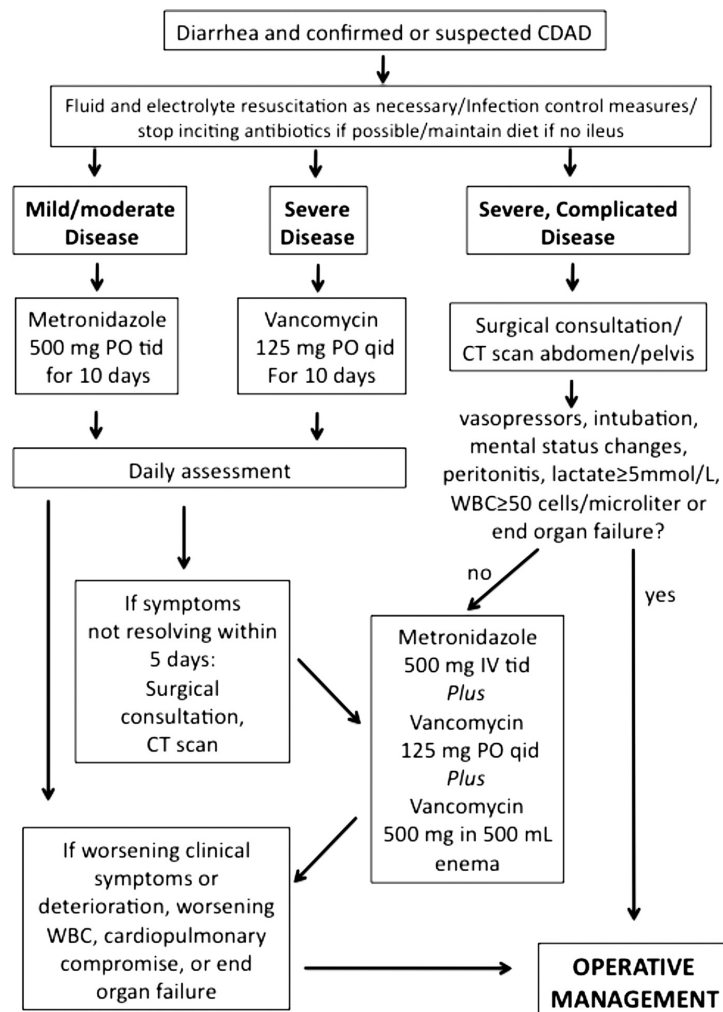 Diarrhea and confirmed or suspected CDAD
Fluid and electrolyte resuscitation as necessary/Infection control measures/
stop inciting antibiotics if possible/maintain diet if no ileus
Mild/moderate
Disease
Severe
Disease
Severe, Complicated
Disease
Metronidazole
500 mg PO tid
for 10 days
Vancomycin
125 mg PO qid
For 10 days
Surgical consultation/
CT scan abdomen/pelvis
Daily assessment
vasopressors, intubation,
mental status changes,
peritonitis, lactate≥5mmol/L,
WBC≥50 cells/microliter or
end organ failure?
no
yes
If symptoms
not resolving within
5 days:
Surgical
consultation,
CT scan
Metronidazole
500 mg IV tid
Plus
Vancomycin
125 mg PO qid
Plus
Vancomycin
500 mg in 500 mL
enema
If worsening clinical
symptoms or
deterioration, worsening
WBC, cardiopulmonary
compromise, or end
organ failure
OPERATIVE
MANAGEMENT